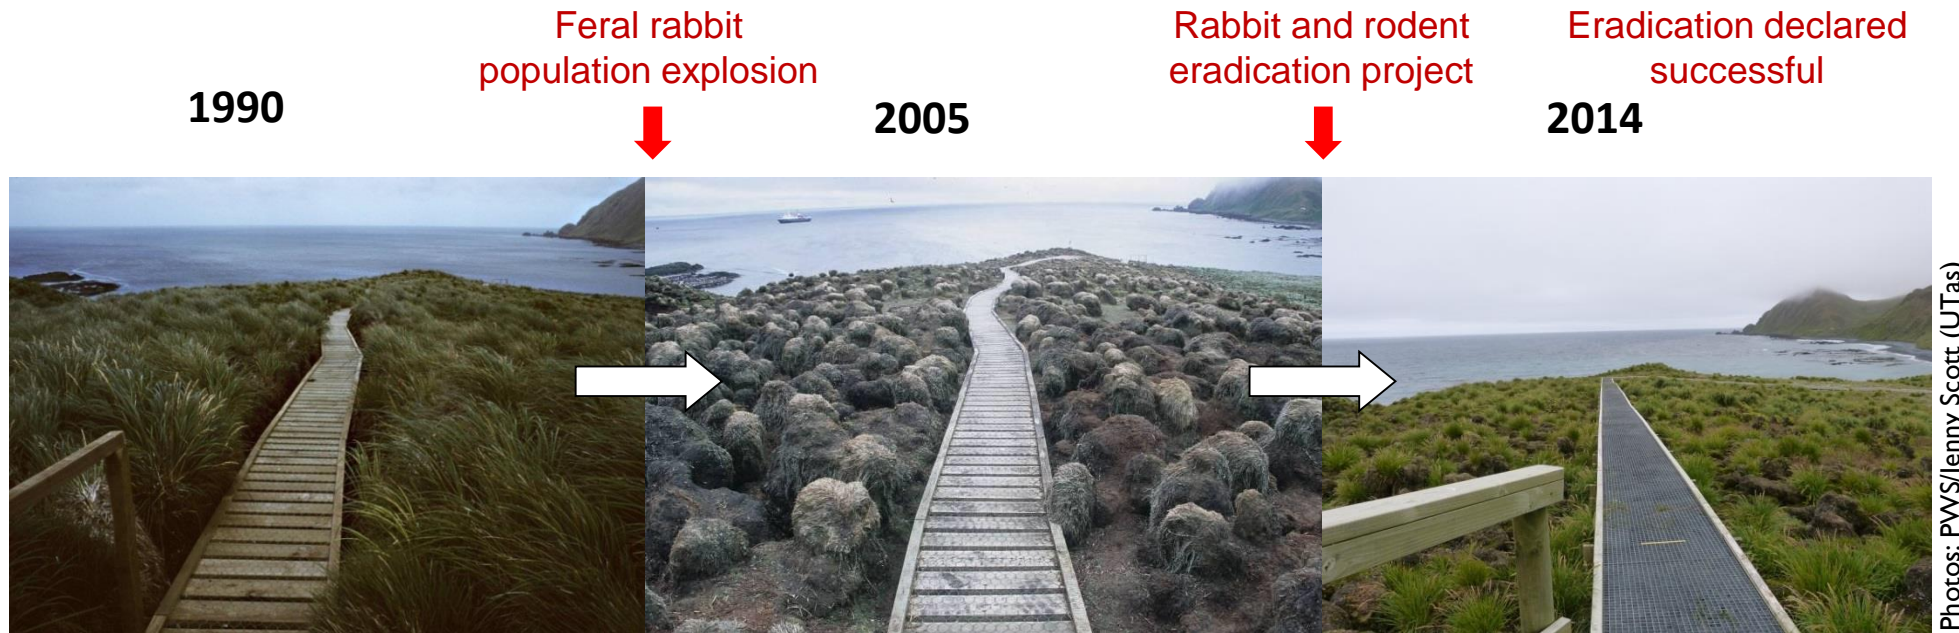 Feral rabbit
population explosion
Rabbit and rodent
eradication project
Eradication declared
successful
1990
2005
2014
Photos: PWS/Jenny Scott (UTas)